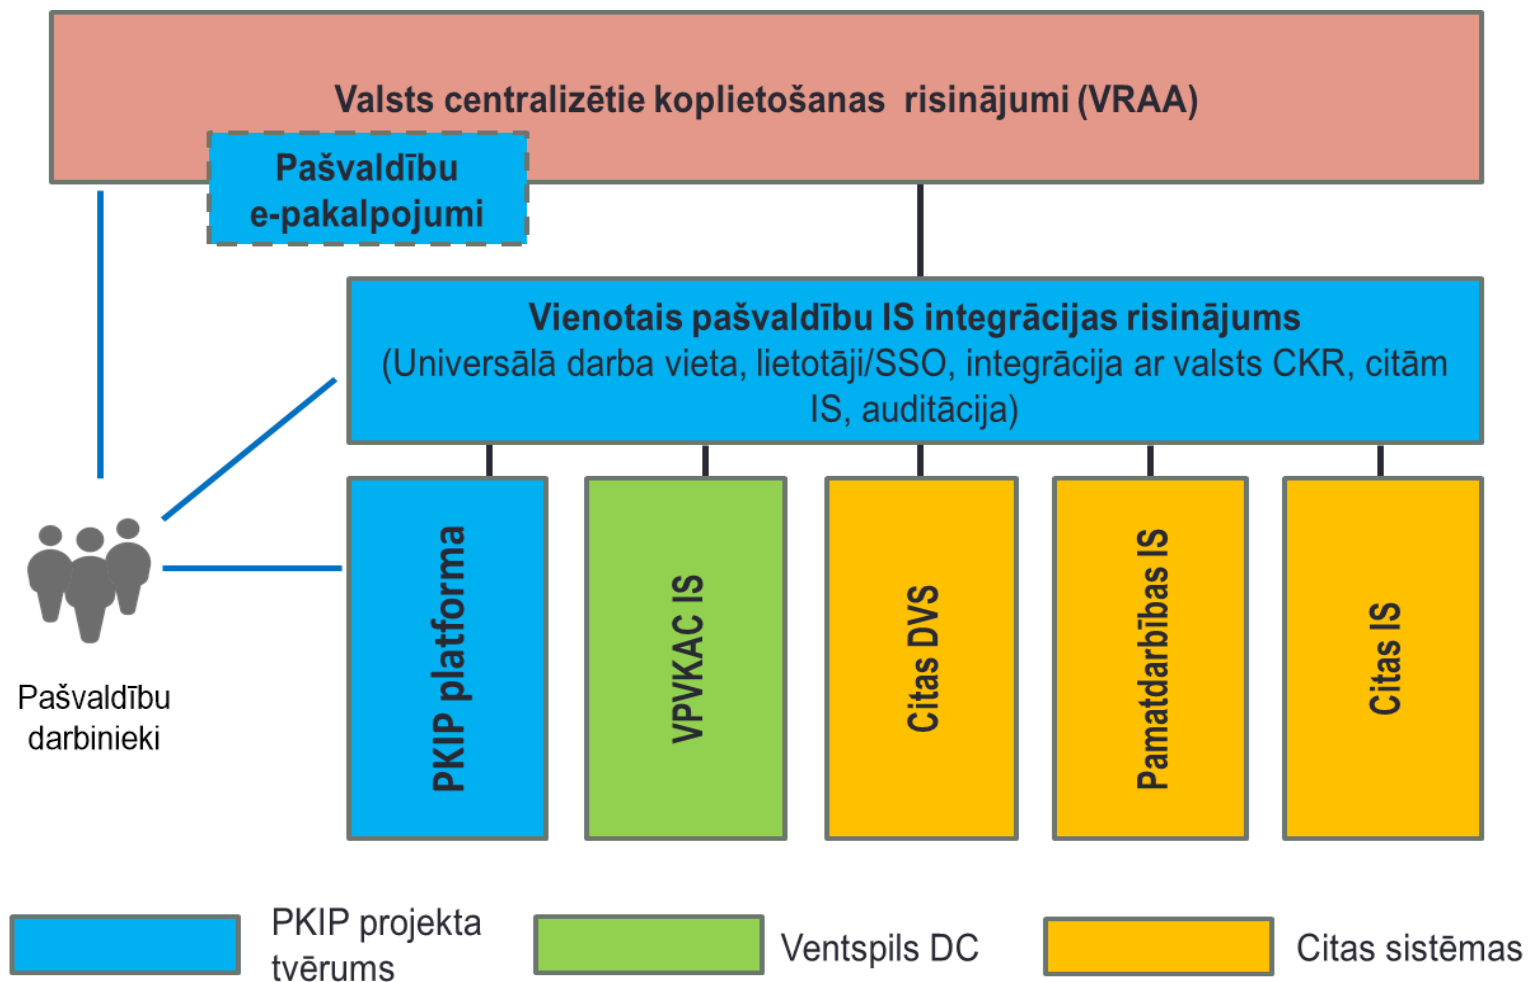 Valsts centralizētie koplietošanas risinājumi (VRAA)
Pašvaldību
e-pakalpojumi
Vienotais pašvaldību IS integrācijas risinājums
(Universālā darba vieta, lietotāji/SSO, integrācija ar valsts CKR, citām
IS, auditācija)
PKIP platforma
VPVKAC IS
Citas DVS
Pamatdarbības IS
Citas IS
Pašvaldību
darbinieki
PKIP projekta
tvērums
Ventspils DC
Citas sistēmas